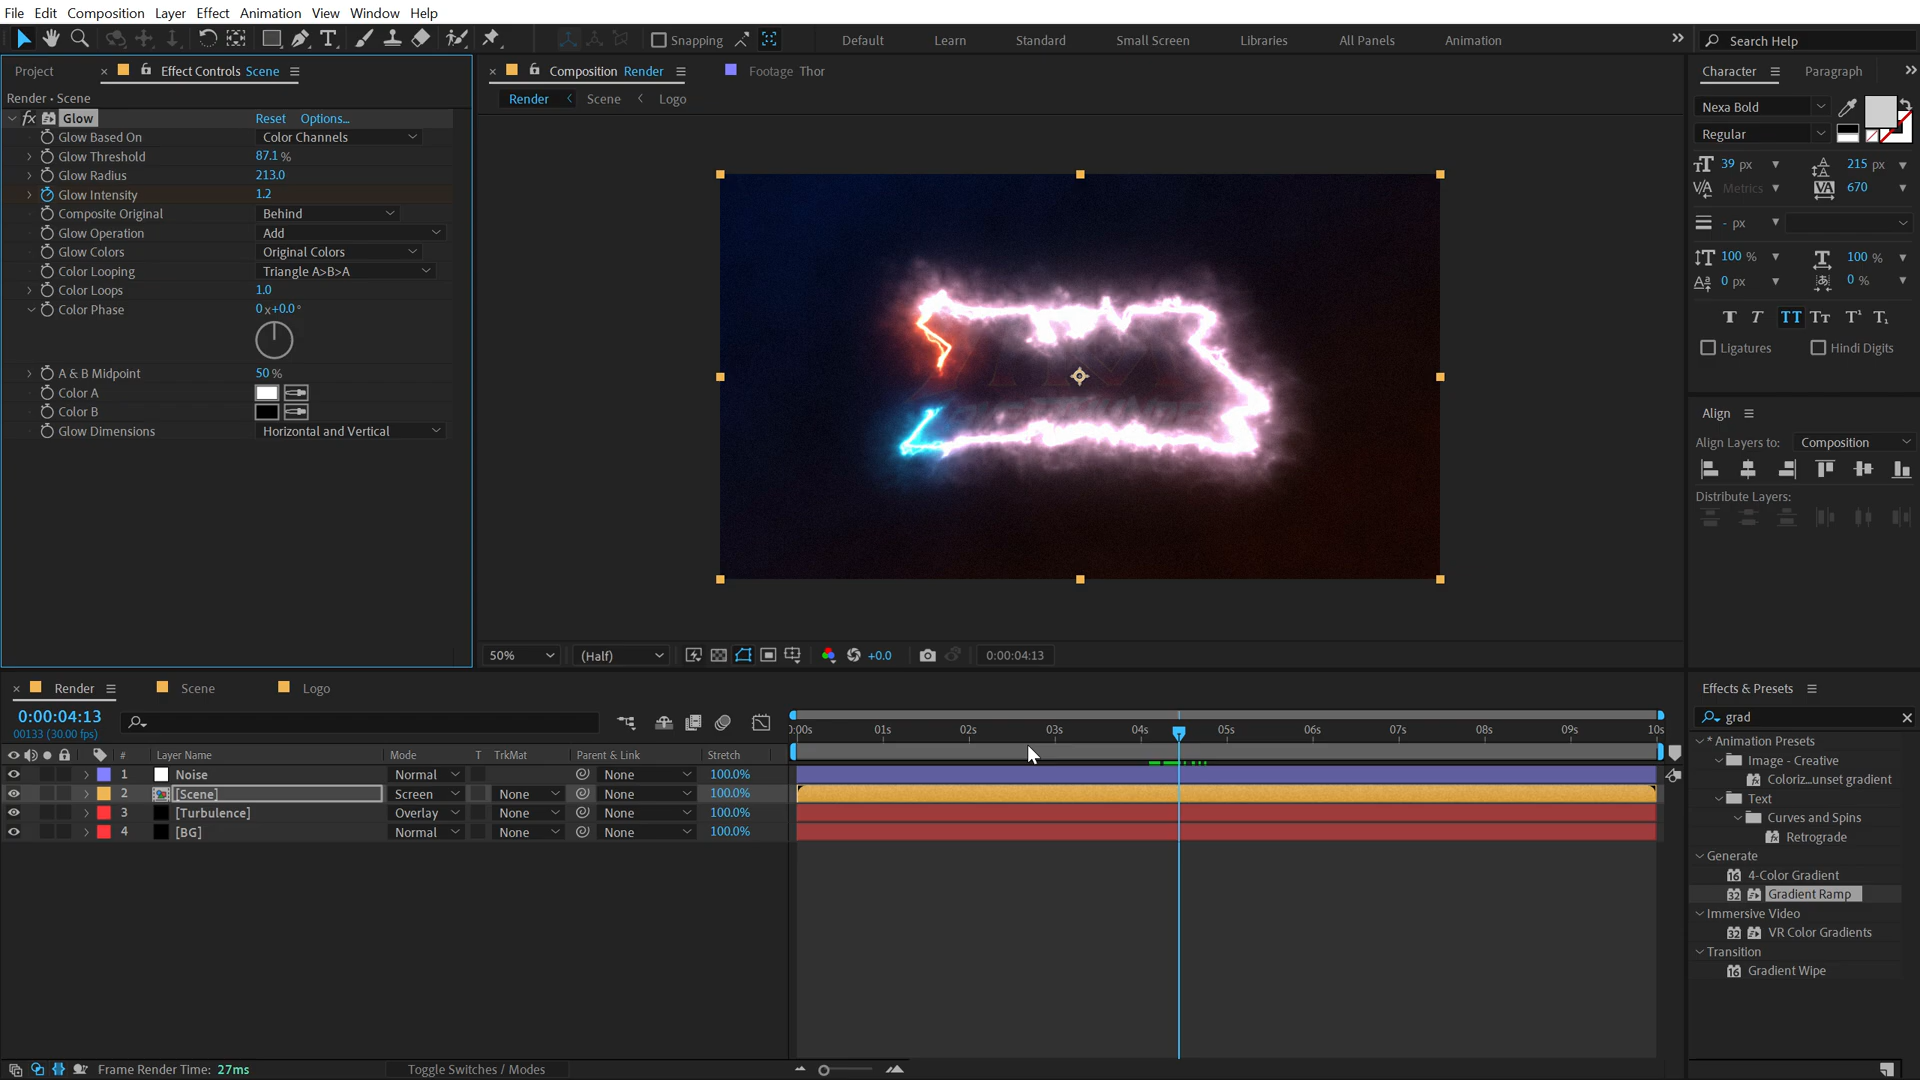 File Edit Composition Layer Effect Animation View Window Help
Snapping Default Learn Standard Small Screen Libraries All Panels Animation Search Help
Project Effect Controls Scene Composition Render Footage Thor Character Paragraph
Render • Scene
Render Scene Logo
Glow Reset Options...
Glow Based On Color Channels
Glow Threshold 87.1 %
Glow Radius 213.0
Glow Intensity 1.2
Composite Original Behind
Glow Operation Add
Glow Colors Original Colors
Color Looping Triangle A>B>A
Color Loops 1.0
Color Phase 0x+0.0°
A & B Midpoint 50 %
Color A
Color B
Glow Dimensions Horizontal and Vertical
Nexa Bold
Regular
39 px 215 px
Metrics 670
- px
100 % 100 %
0 px 0 %
Ligatures Hindi Digits
Align
Align Layers to: Composition
Distribute Layers:
50% (Half) +0.0 0:00:04:13
Render Scene Logo
0:00:04:13
00133 (30.00 fps)
:00s 01s 02s 03s 04s 05s 06s 07s 08s 09s 10s
# Layer Name Mode T TrkMat Parent & Link Stretch
1 Noise Normal None 100.0%
2 [Scene] Screen None None 100.0%
3 [Turbulence] Overlay None None 100.0%
4 [BG] Normal None None 100.0%
Effects & Presets
grad
* Animation Presets
Image - Creative
Coloriz...unset gradient
Text
Curves and Spins
Retrograde
Generate
4-Color Gradient
Gradient Ramp
Immersive Video
VR Color Gradients
Transition
Gradient Wipe
Frame Render Time: 27ms Toggle Switches / Modes